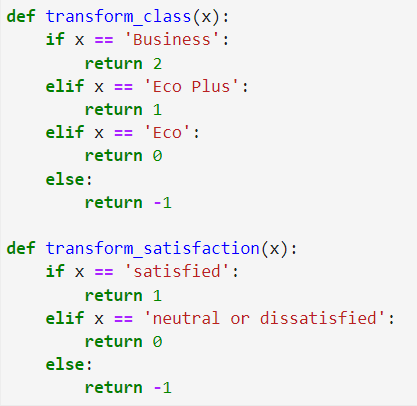 def transform_class(x):
    if x == 'Business':
        return 2
    elif x == 'Eco Plus':
        return 1
    elif x == 'Eco':
        return 0
    else:
        return -1

def transform_satisfaction(x):
    if x == 'satisfied':
        return 1
    elif x == 'neutral or dissatisfied':
        return 0
    else:
        return -1